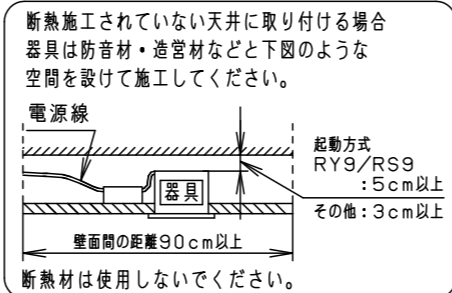 断熱施工されていない天井に取り付ける場合
器具は防音材・造営材などと下図のような
空間を設けて施工してください。
電源線
起動方式
RY9/RS9
:5cm以上
その他:3cm以上
器具
壁面間の距離90cm以上
断熱材は使用しないでください。